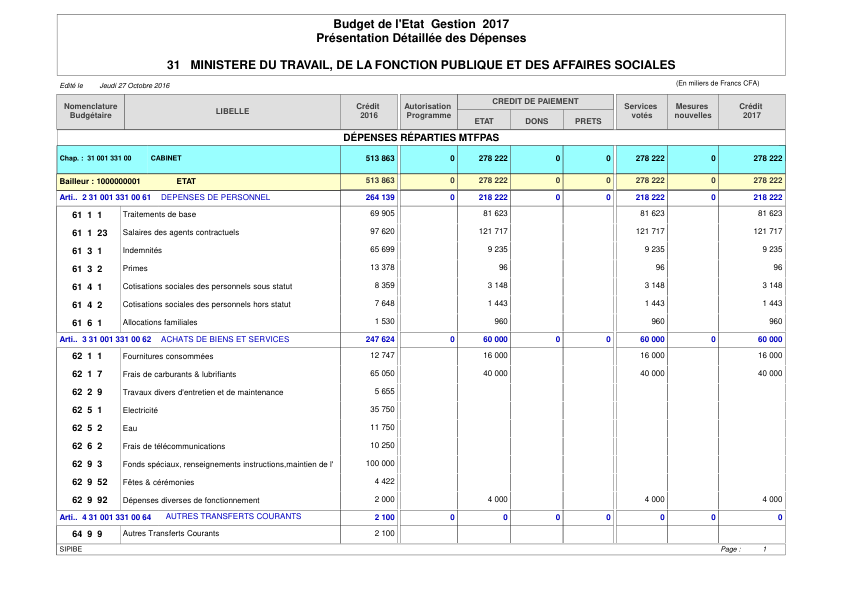 Budget de l'Etat Gestion 2017
Présentation Détaillée des Dépenses
31 MINISTERE DU TRAVAIL, DE LA FONCTION PUBLIQUE ET DES AFFAIRES SOCIALES
Edité le Jeudi 27 Octobre 2016 (En miliers de Francs CFA)
Nomenclature Budgétaire LIBELLE Crédit 2016 Autorisation Programme CREDIT DE PAIEMENT ETAT DONS PRETS Services votés Mesures nouvelles Crédit 2017
DÉPENSES RÉPARTIES MTFPAS
Chap. : 31 001 331 00 CABINET 513 863 0 278 222 0 0 278 222 0 278 222
Bailleur : 1000000001 ETAT 513 863 0 278 222 0 0 278 222 0 278 222
Arti.. 2 31 001 331 00 61 DEPENSES DE PERSONNEL 264 139 0 218 222 0 0 218 222 0 218 222
61 1 1 Traitements de base 69 905 81 623 81 623 81 623
61 1 23 Salaires des agents contractuels 97 620 121 717 121 717 121 717
61 3 1 Indemnités 65 699 9 235 9 235 9 235
61 3 2 Primes 13 378 96 96 96
61 4 1 Cotisations sociales des personnels sous statut 8 359 3 148 3 148 3 148
61 4 2 Cotisations sociales des personnels hors statut 7 648 1 443 1 443 1 443
61 6 1 Allocations familiales 1 530 960 960 960
Arti.. 3 31 001 331 00 62 ACHATS DE BIENS ET SERVICES 247 624 0 60 000 0 0 60 000 0 60 000
62 1 1 Fournitures consommées 12 747 16 000 16 000 16 000
62 1 7 Frais de carburants & lubrifiants 65 050 40 000 40 000 40 000
62 2 9 Travaux divers d'entretien et de maintenance 5 655
62 5 1 Electricité 35 750
62 5 2 Eau 11 750
62 6 2 Frais de télécommunications 10 250
62 9 3 Fonds spéciaux, renseignements instructions,maintien de l' 100 000
62 9 52 Fêtes & cérémonies 4 422
62 9 92 Dépenses diverses de fonctionnement 2 000 4 000 4 000 4 000
Arti.. 4 31 001 331 00 64 AUTRES TRANSFERTS COURANTS 2 100 0 0 0 0 0 0 0
64 9 9 Autres Transferts Courants 2 100
SIPIBE Page : 1